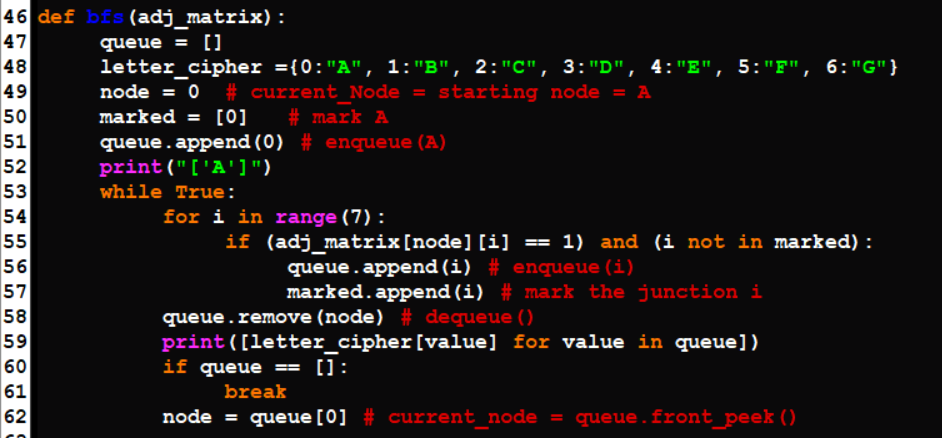 46 def bfs(adj_matrix):
47     queue = []
48     letter_cipher ={0:"A", 1:"B", 2:"C", 3:"D", 4:"E", 5:"F", 6:"G"}
49     node = 0  # current_Node = starting node = A
50     marked = [0]   # mark A
51     queue.append(0) # enqueue(A)
52     print("['A']")
53     while True:
54         for i in range(7):
55             if (adj_matrix[node][i] == 1) and (i not in marked):
56                 queue.append(i) # enqueue(i)
57                 marked.append(i) # mark the junction i
58         queue.remove(node) # dequeue()
59         print([letter_cipher[value] for value in queue])
60         if queue == []:
61             break
62         node = queue[0] # current_node = queue.front_peek()